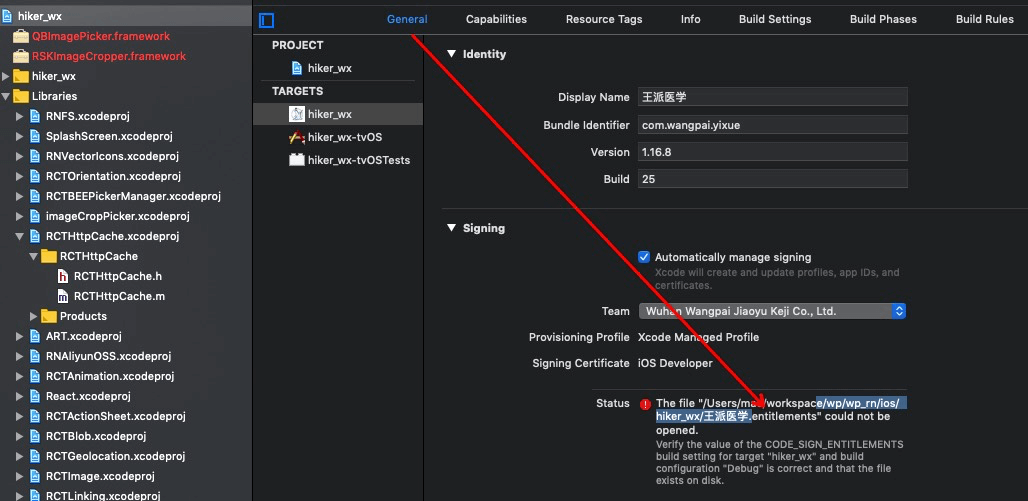 hiker_wx
QBImagePicker.framework
RSKImageCropper.framework
hiker_wx
Libraries
RNFS.xcodeproj
SplashScreen.xcodeproj
RNVectorIcons.xcodeproj
RCTOrientation.xcodeproj
RCTBEEPickerManager.xcodeproj
imageCropPicker.xcodeproj
RCTHttpCache.xcodeproj
RCTHttpCache
RCTHttpCache.h
RCTHttpCache.m
Products
ART.xcodeproj
RNAliyunOSS.xcodeproj
RCTAnimation.xcodeproj
React.xcodeproj
RCTActionSheet.xcodeproj
RCTBlob.xcodeproj
RCTGeolocation.xcodeproj
RCTImage.xcodeproj
RCTLinking.xcodeproj
General Capabilities Resource Tags Info Build Settings Build Phases Build Rules
PROJECT
hiker_wx
TARGETS
hiker_wx
hiker_wx-tvOS
hiker_wx-tvOSTests
Identity
Display Name 王派医学
Bundle Identifier com.wangpai.yixue
Version 1.16.8
Build 25
Signing
Automatically manage signing
Xcode will create and update profiles, app IDs, and
certificates.
Team Wuhan Wangpai Jiaoyu Keji Co., Ltd.
Provisioning Profile Xcode Managed Profile
Signing Certificate iOS Developer
Status The file "/Users/mac/workspace/wp/wp_rn/ios/
hiker_wx/王派医学.entitlements" could not be
opened.
Verify the value of the CODE_SIGN_ENTITLEMENTS
build setting for target "hiker_wx" and build
configuration "Debug" is correct and that the file
exists on disk.